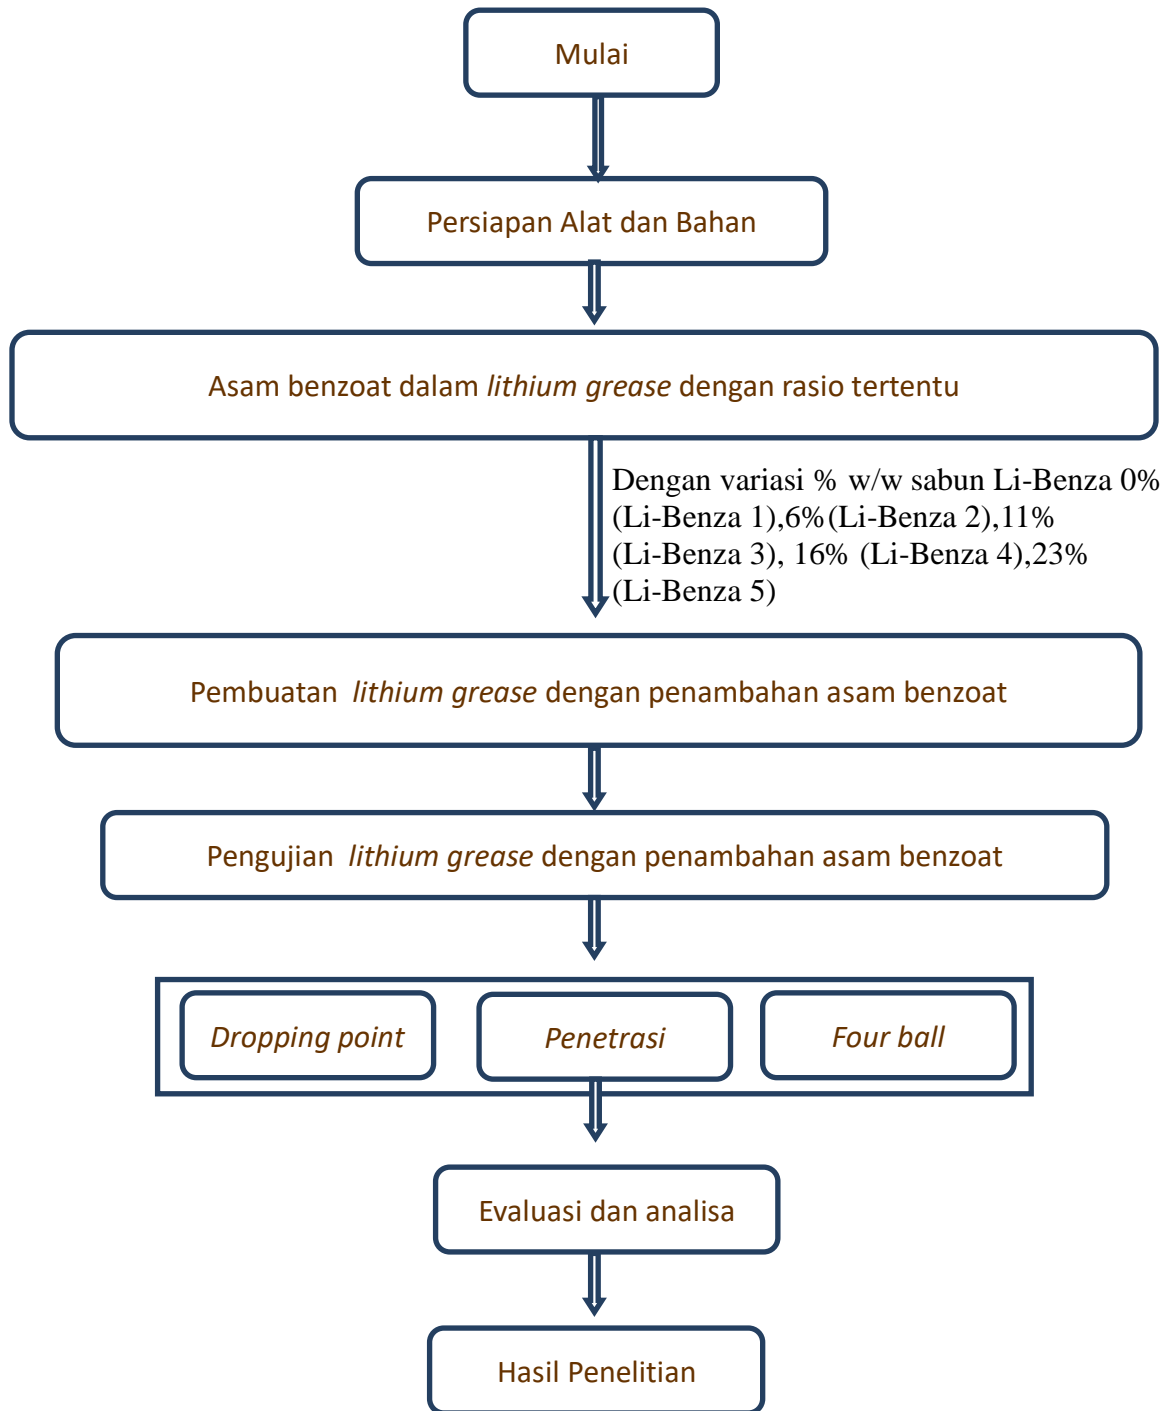 Mulai
Persiapan Alat dan Bahan
Asam benzoat dalam lithium grease dengan rasio tertentu
Dengan variasi % w/w sabun Li-Benza 0%
(Li-Benza 1),6%(Li-Benza 2),11%
(Li-Benza 3), 16% (Li-Benza 4),23%
(Li-Benza 5)
Pembuatan lithium grease dengan penambahan asam benzoat
Pengujian lithium grease dengan penambahan asam benzoat
Dropping point
Penetrasi
Four ball
Evaluasi dan analisa
Hasil Penelitian